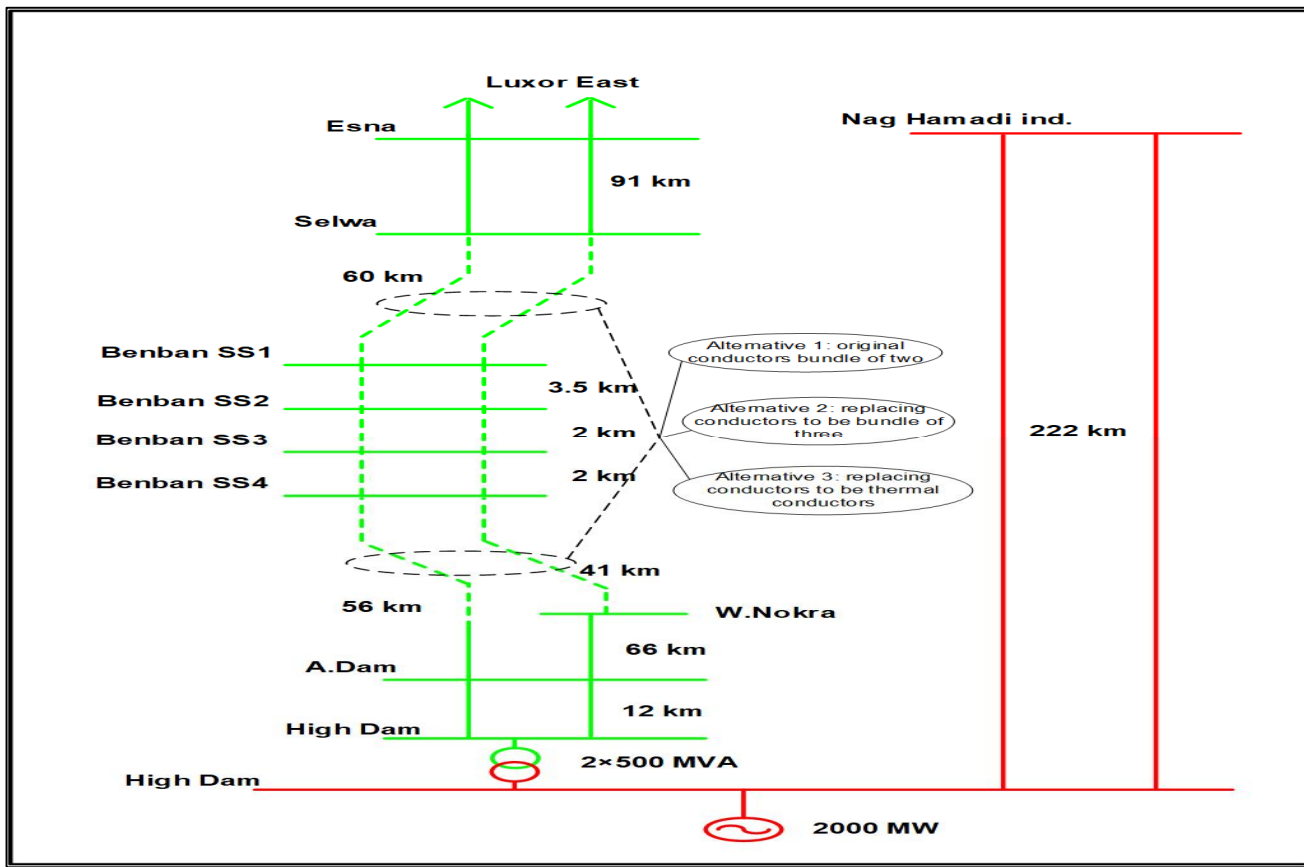 Luxor East
Esna
Nag Hamadi ind.
91 km
Selwa
60 km
Alternative 1: original
conductors bundle of two
Benban SS1
3.5 km
Benban SS2
Alternative 2: replacing
conductors to be bundle of
three
2 km
222 km
Benban SS3
2 km
Benban SS4
Alternative 3: replacing
conductors to be thermal
conductors
41 km
56 km
W.Nokra
66 km
A.Dam
12 km
High Dam
2×500 MVA
High Dam
2000 MW